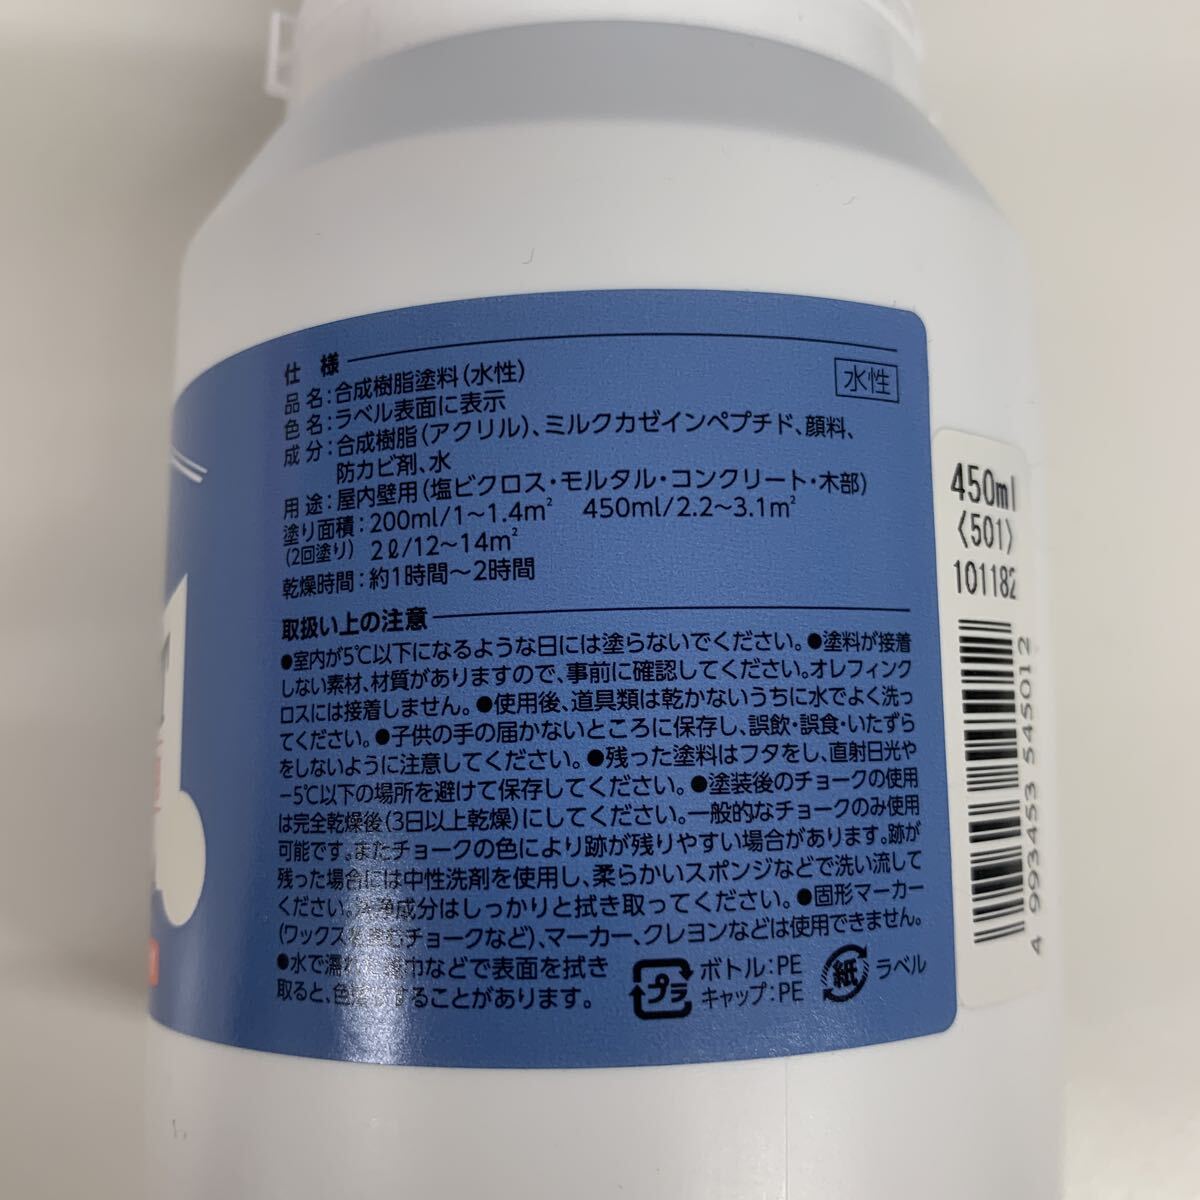 仕様
水性
品名:合成樹脂塗料(水性)
色名:ラベル表面に表示
成分:合成樹脂(アクリル)、ミルクカゼインペプチド、顔料、
防カビ剤、水
用途:屋内壁用(塩ビクロス・モルタル・コンクリート・木部)
塗り面積:200ml/1~1.4㎡ 450ml/2.2~3.1㎡
(2回塗り) 2ℓ/12~14㎡
乾燥時間:約1時間~2時間
取扱い上の注意
●室内が5℃以下になるような日には塗らないでください。●塗料が接着
しない素材、材質がありますので、事前に確認してください。オレフィンク
ロスには接着しません。●使用後、道具類は乾かないうちに水でよく洗っ
てください。●子供の手の届かないところに保存し、誤飲・誤食・いたずら
をしないように注意してください。●残った塗料はフタをし、直射日光や
-5℃以下の場所を避けて保存してください。●塗装後のチョークの使用
は完全乾燥後(3日以上乾燥)にしてください。一般的なチョークのみ使用
可能です。またチョークの色により跡が残りやすい場合があります。跡が
残った場合には中性洗剤を使用し、柔らかいスポンジなどで洗い流して
ください。洗浄成分はしっかりと拭き取ってください。●固形マーカー
(ワックスを含むチョークなど)、マーカー、クレヨンなどは使用できません。
●水で濡れ 巾などで表面を拭き
取ると、色 することがあります。
プラ
ボトル:PE
キャップ:PE
紙
ラベル
450ml
〈501〉
101182
4 993453 545012